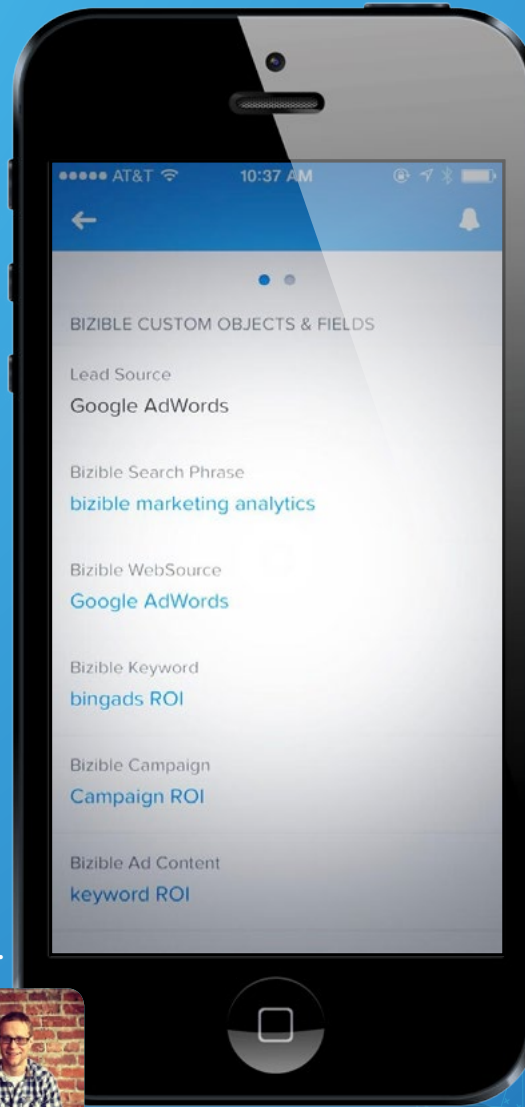 AT&T 10:37 AM
BIZIBLE CUSTOM OBJECTS & FIELDS
Lead Source
Google AdWords
Bizible Search Phrase
bizible marketing analytics
Bizible WebSource
Google AdWords
Bizible Keyword
bingads ROI
Bizible Campaign
Campaign ROI
Bizible Ad Content
keyword ROI